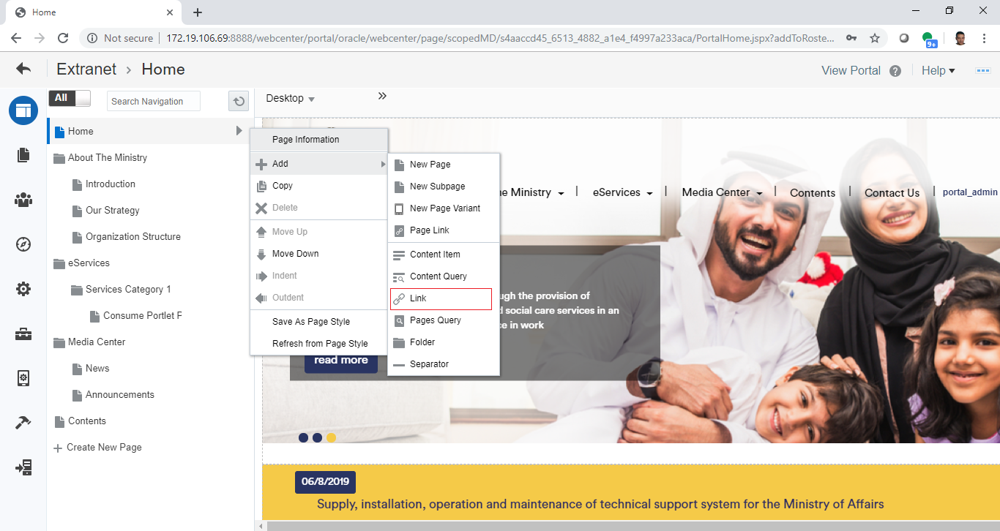 Home
Not secure
172.19.106.69:8888/webcenter/portal/oracle/webcenter/page/scopedMD/s4aaccd45_6513_4882_a1e4_f4997a233aca/PortalHome.jspx?addToRoste...
9+
Extranet > Home
View Portal
Help
All
Search Navigation
Desktop
Home
About The Ministry
Introduction
Our Strategy
Organization Structure
eServices
Services Category 1
Consume Portlet P
Media Center
News
Announcements
Contents
Create New Page
Page Information
Add
Copy
Delete
Move Up
Move Down
Indent
Outdent
Save As Page Style
Refresh from Page Style
New Page
New Subpage
New Page Variant
Page Link
Content Item
Content Query
Link
Pages Query
Folder
Separator
he Ministry | eServices | Media Center | Contents | Contact Us | portal_admin
ugh the provision of
d social care services in an
ce in work
read more
06/8/2019
Supply, installation, operation and maintenance of technical support system for the Ministry of Affairs